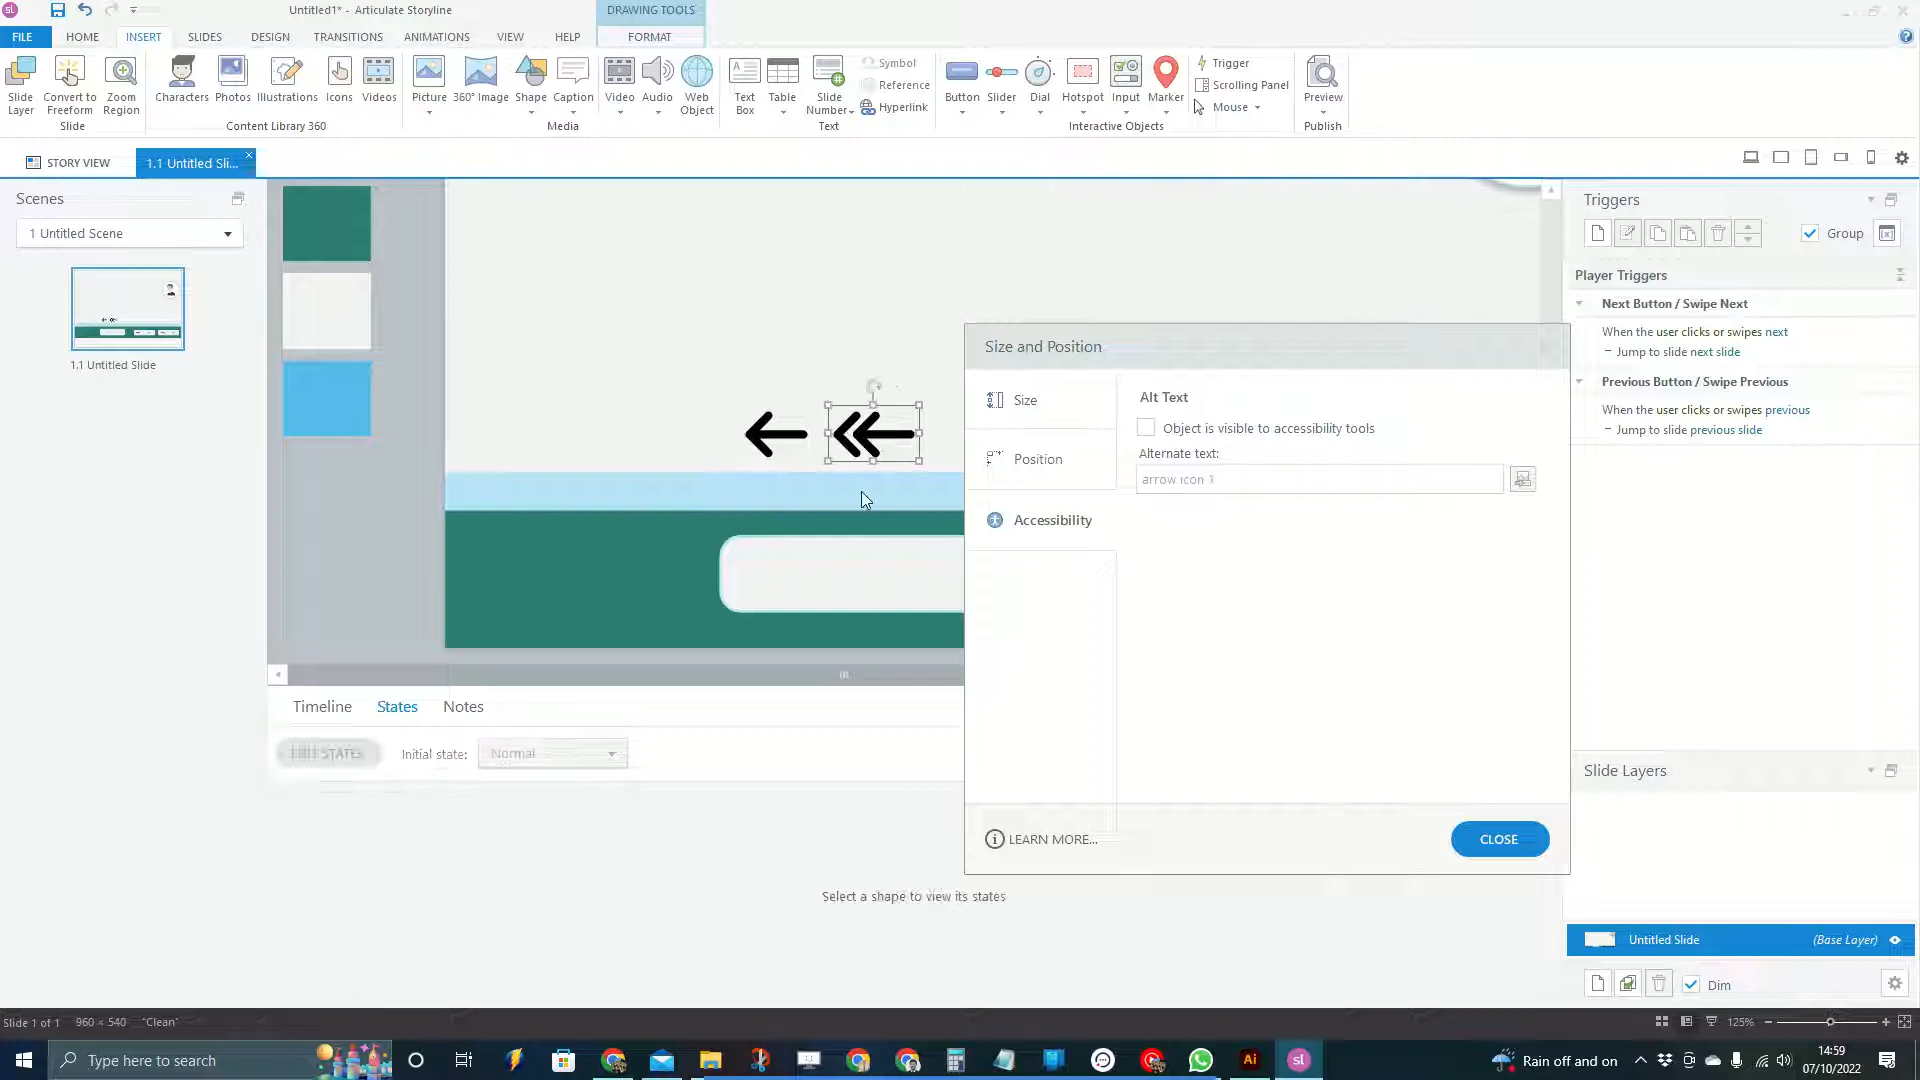 Untitled1* - Articulate Storyline
DRAWING TOOLS
FILE
HOME
INSERT
SLIDES
DESIGN
TRANSITIONS
ANIMATIONS
VIEW
HELP
FORMAT
Slide
Layer
Convert to
Freeform
Zoom
Region
Slide
Characters
Photos
Illustrations
Icons
Videos
Content Library 360
Picture
360° Image
Shape
Caption
Video
Audio
Web
Object
Media
Text
Box
Table
Slide
Number
Symbol
Reference
Hyperlink
Text
Button
Slider
Dial
Hotspot
Input
Marker
Trigger
Scrolling Panel
Mouse
Interactive Objects
Preview
Publish
STORY VIEW
1.1 Untitled Sli...
Scenes
1 Untitled Scene
1.1 Untitled Slide
Triggers
Group
Player Triggers
Next Button / Swipe Next
When the user clicks or swipes next
Jump to slide next slide
Previous Button / Swipe Previous
When the user clicks or swipes previous
Jump to slide previous slide
Size and Position
Size
Position
Accessibility
Alt Text
Object is visible to accessibility tools
Alternate text:
arrow icon 1
LEARN MORE...
CLOSE
Timeline
States
Notes
EDIT STATES
Initial state:
Normal
Select a shape to view its states
Slide Layers
Untitled Slide
(Base Layer)
Dim
Slide 1 of 1
960 × 540
"Clean"
125%
Type here to search
Ai
sl
Rain off and on
14:59
07/10/2022